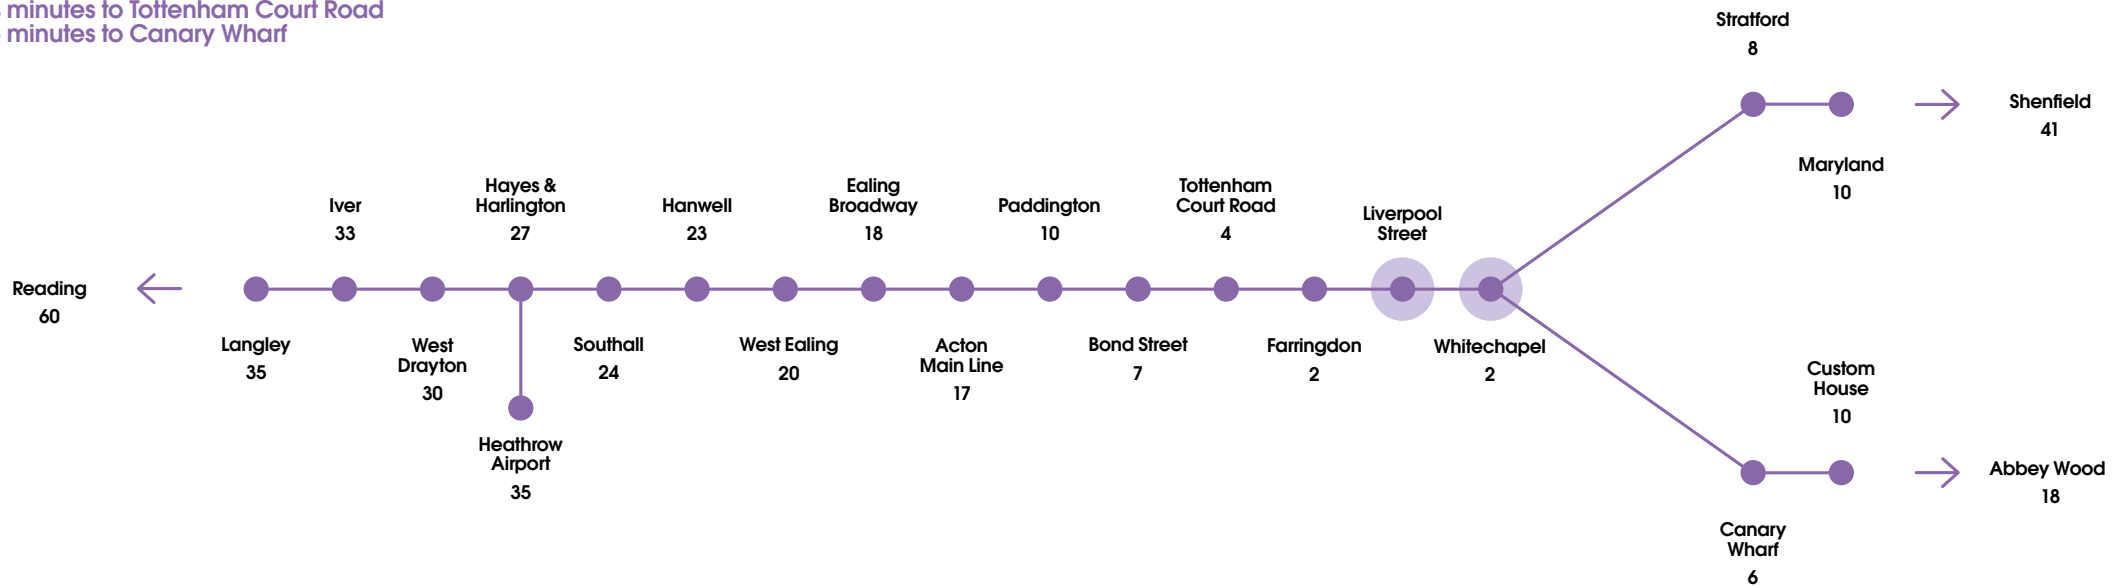 minutes to Tottenham Court Road
minutes to Canary Wharf
Stratford
8
Shenfield
41
Maryland
10
Reading
60
Langley
35
Iver
33
West
Drayton
30
Hayes &
Harlington
27
Heathrow
Airport
35
Southall
24
Hanwell
23
West Ealing
20
Ealing
Broadway
18
Acton
Main Line
17
Paddington
10
Bond Street
7
Tottenham
Court Road
4
Farringdon
2
Liverpool
Street
Whitechapel
2
Custom
House
10
Abbey Wood
18
Canary
Wharf
6